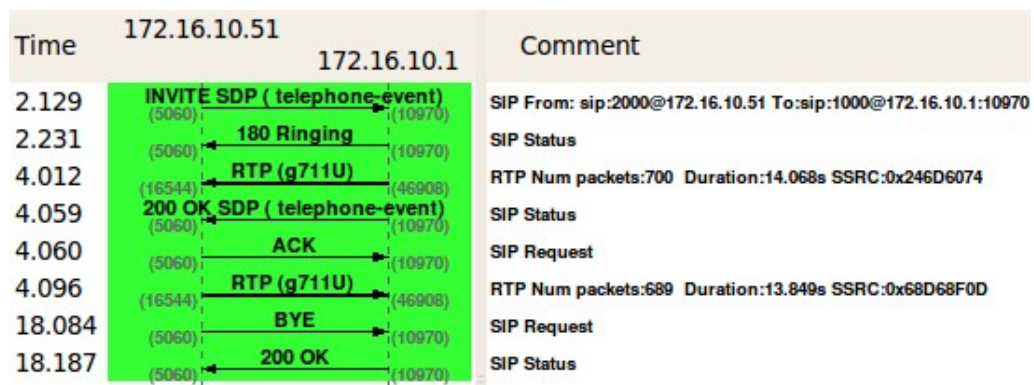 172.16.10.51
Time 172.16.10.1 Comment
2.129 INVITE SDP ( telephone-event) SIP From: sip:2000@172.16.10.51 To:sip:1000@172.16.10.1:10970
(5060) (10970)
2.231 180 Ringing SIP Status
(5060) (10970)
4.012 RTP (g711U) RTP Num packets:700 Duration:14.068s SSRC:0x246D6074
(16544) (46908)
4.059 200 OK SDP ( telephone-event) SIP Status
(5060) (10970)
4.060 ACK SIP Request
(5060) (10970)
4.096 RTP (g711U) RTP Num packets:689 Duration:13.849s SSRC:0x68D68F0D
(16544) (46908)
18.084 BYE SIP Request
(5060) (10970)
18.187 200 OK SIP Status
(5060) (10970)